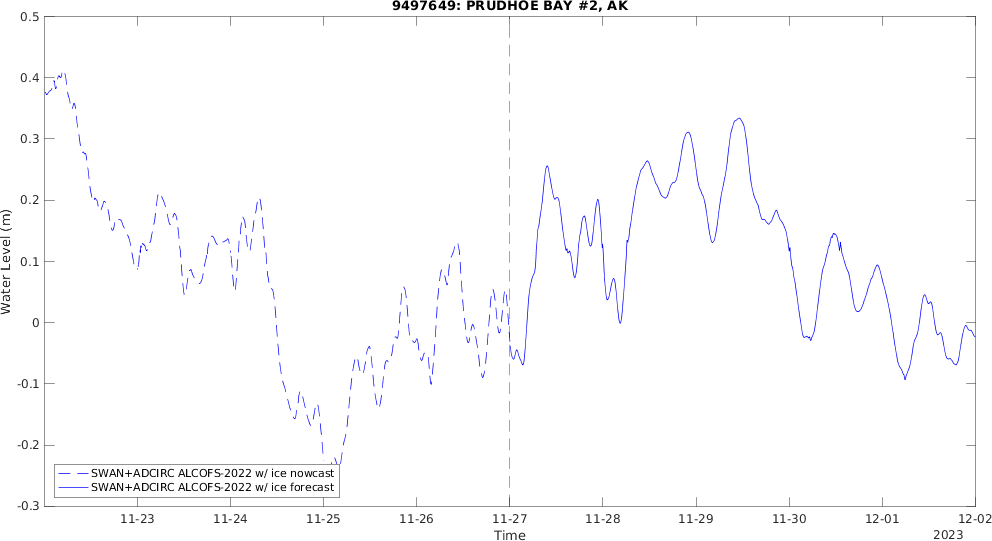 9497649: PRUDHOE BAY #2, AK
0.5
0.4
0.3
0.2
0.1
0
-0.1
-0.2
-0.3
Water Level (m)
SWAN+ADCIRC ALCOFS-2022 w/ ice nowcast
SWAN+ADCIRC ALCOFS-2022 w/ ice forecast
11-23 11-24 11-25 11-26 11-27 11-28 11-29 11-30 12-01 12-02
Time
2023